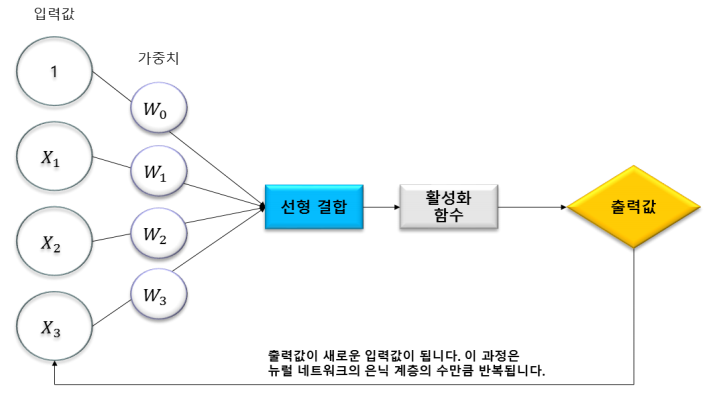 입력값
가중치
1
W₀
X₁
W₁
X₂
W₂
X₃
W₃
선형 결합
활성화
함수
출력값
출력값이 새로운 입력값이 됩니다. 이 과정은
뉴럴 네트워크의 은닉 계층의 수만큼 반복됩니다.